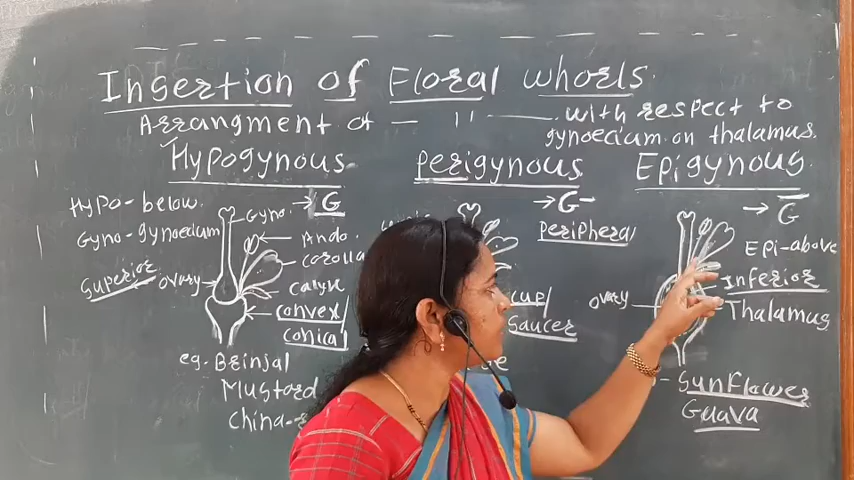 Insertion of Floral whorls
Arrangment of — " — with respect to
gynoecium on thalamus.
Hypogynous
Hypo-below
→ G
Gyno-gynoecium
Gyno.
Ando.
corolla
Superior
ovary
calyx
convex/
conical
eg. Brinjal
Mustard
China-
perigynous
→ G-
peripheral
cup/
Saucer
Epigynous
→ G
Epi-above
Inferior
ovary
Thalamus
- Sunflower
Guava